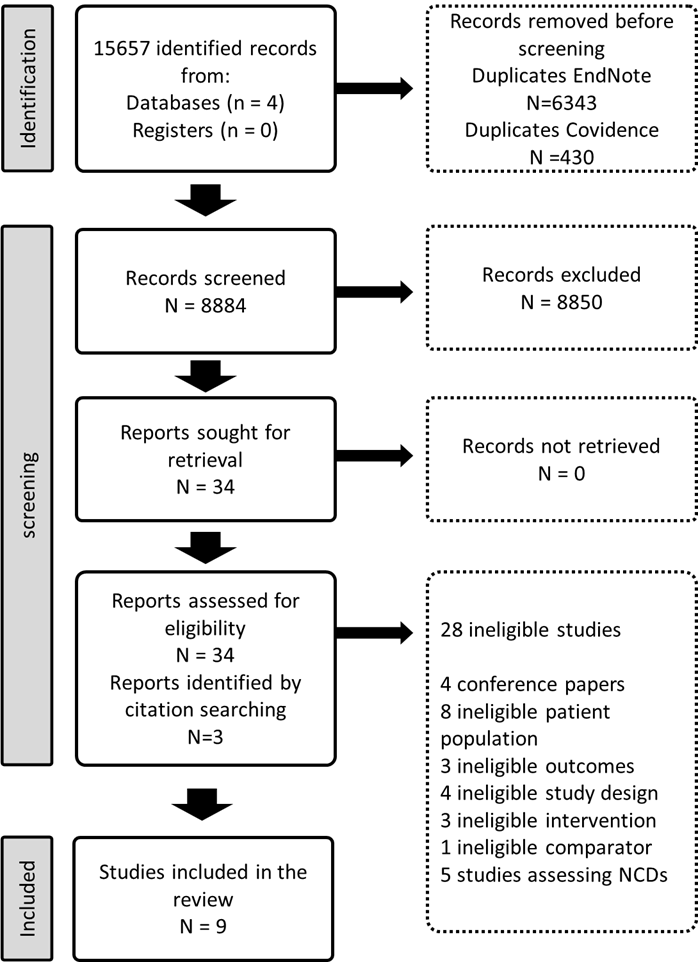 Identification
15657 identified records
from:
Databases (n = 4)
Registers (n = 0)
Records removed before
screening
Duplicates EndNote
N=6343
Duplicates Covidence
N =430
screening
Records screened
N = 8884
Records excluded
N = 8850
Reports sought for
retrieval
N = 34
Records not retrieved
N = 0
Reports assessed for
eligibility
N = 34
Reports identified by
citation searching
N=3
28 ineligible studies
4 conference papers
8 ineligible patient
population
3 ineligible outcomes
4 ineligible study design
3 ineligible intervention
1 ineligible comparator
5 studies assessing NCDs
Included
Studies included in the
review
N = 9